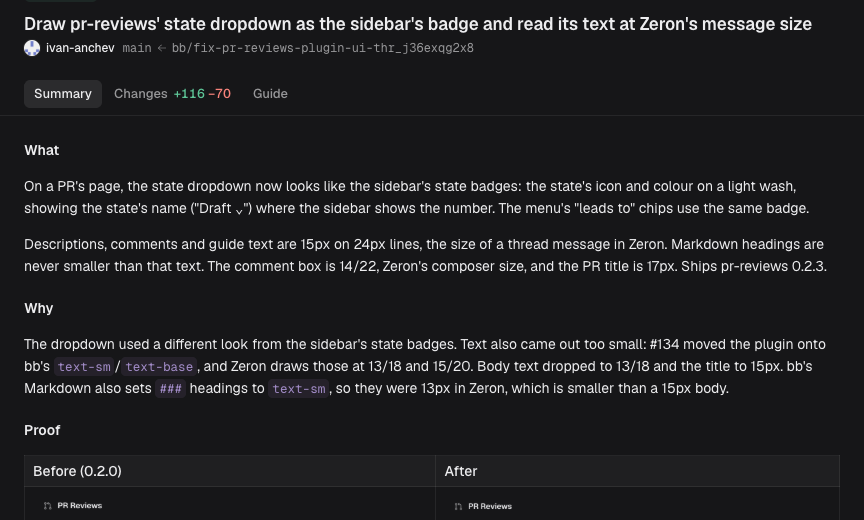 Draw pr-reviews' state dropdown as the sidebar's badge and read its text at Zeron's message size
ivan-anchev main ← bb/fix-pr-reviews-plugin-ui-thr_j36exqg2x8
Summary Changes +116 −70 Guide
What
On a PR's page, the state dropdown now looks like the sidebar's state badges: the state's icon and colour on a light wash,
showing the state's name ("Draft ⌄") where the sidebar shows the number. The menu's "leads to" chips use the same badge.
Descriptions, comments and guide text are 15px on 24px lines, the size of a thread message in Zeron. Markdown headings are
never smaller than that text. The comment box is 14/22, Zeron's composer size, and the PR title is 17px. Ships pr-reviews 0.2.3.
Why
The dropdown used a different look from the sidebar's state badges. Text also came out too small: #134 moved the plugin onto
bb's text-sm / text-base, and Zeron draws those at 13/18 and 15/20. Body text dropped to 13/18 and the title to 15px. bb's
Markdown also sets ### headings to text-sm, so they were 13px in Zeron, which is smaller than a 15px body.
Proof
Before (0.2.0) After
PR Reviews PR Reviews